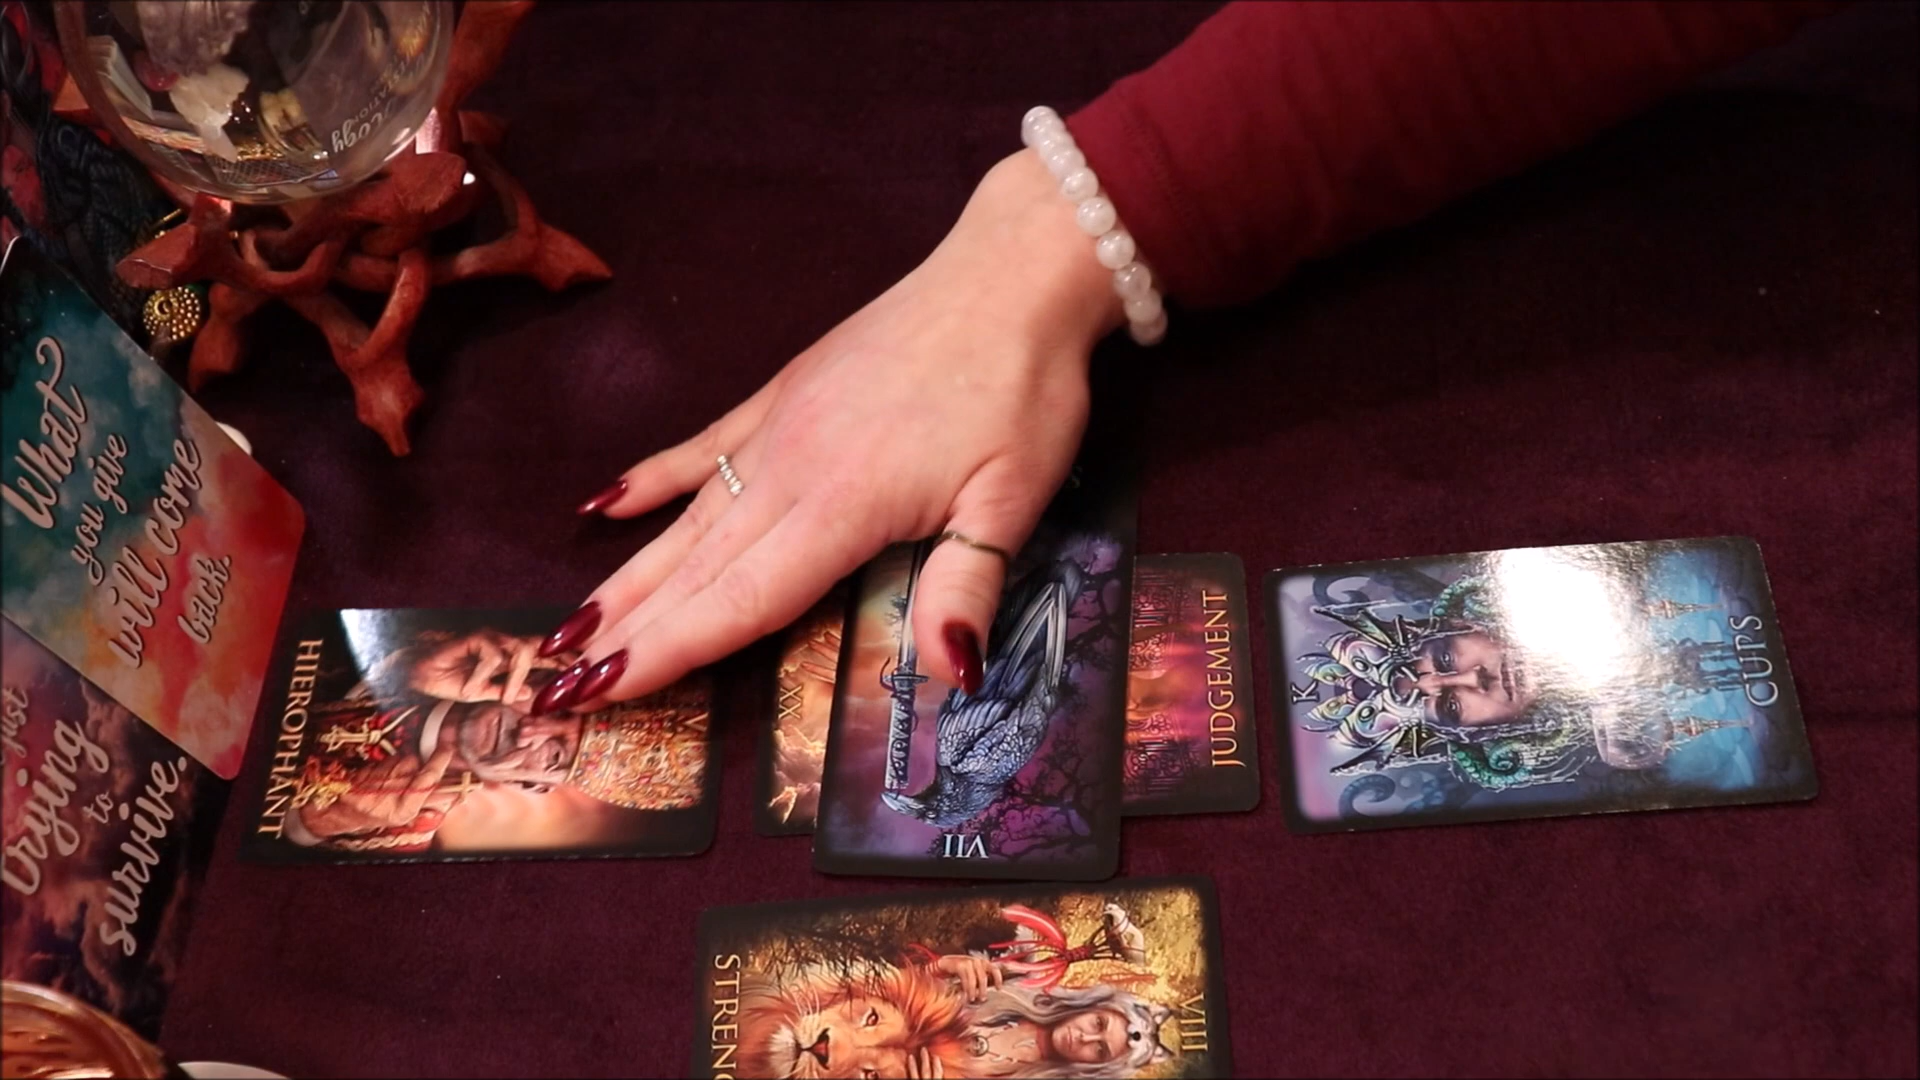 What
you give
will come
back.
just
trying
to
survive.
HIEROPHANT
V
XX
JUDGEMENT
VII
K
CUPS
STRENG
VIII